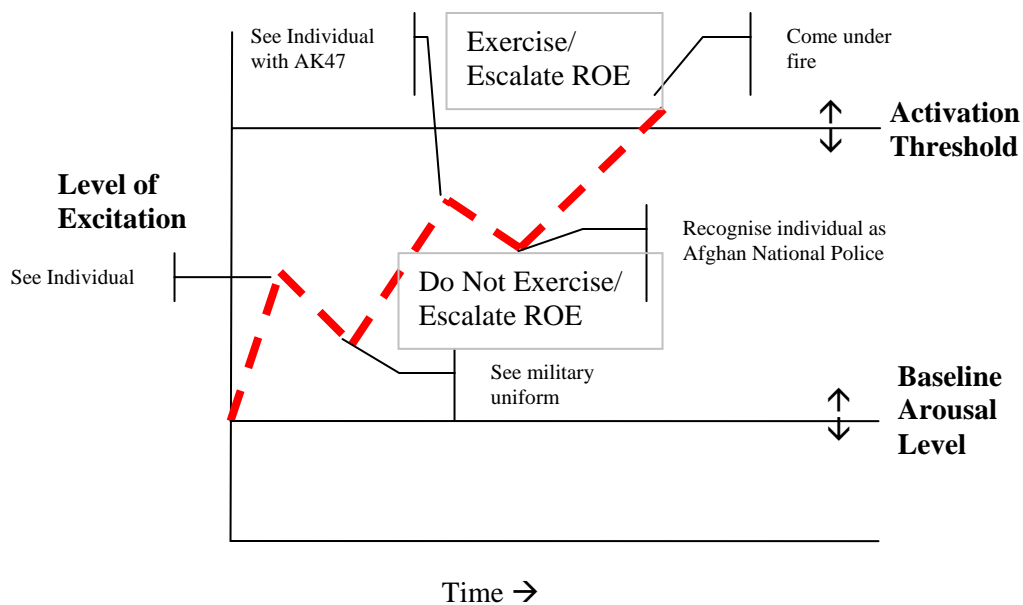 See Individual
with AK47
Exercise/
Escalate ROE
Come under
fire
Activation
Threshold
Level of
Excitation
See Individual
Recognise individual as
Afghan National Police
Do Not Exercise/
Escalate ROE
See military
uniform
Baseline
Arousal
Level
Time →